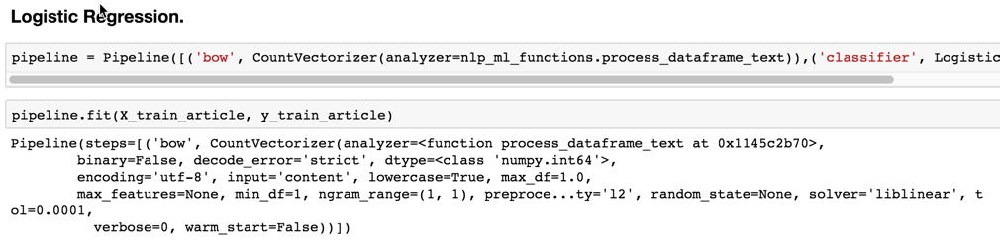 Logistic Regression.
pipeline = Pipeline([('bow', CountVectorizer(analyzer=nlp_ml_functions.process_dataframe_text)),('classifier', Logistic
pipeline.fit(X_train_article, y_train_article)
Pipeline(steps=[('bow', CountVectorizer(analyzer=<function process_dataframe_text at 0x1145c2b70>,
        binary=False, decode_error='strict', dtype=<class 'numpy.int64'>,
        encoding='utf-8', input='content', lowercase=True, max_df=1.0,
        max_features=None, min_df=1, ngram_range=(1, 1), preproce...ty='l2', random_state=None, solver='liblinear', t
ol=0.0001,
          verbose=0, warm_start=False))])